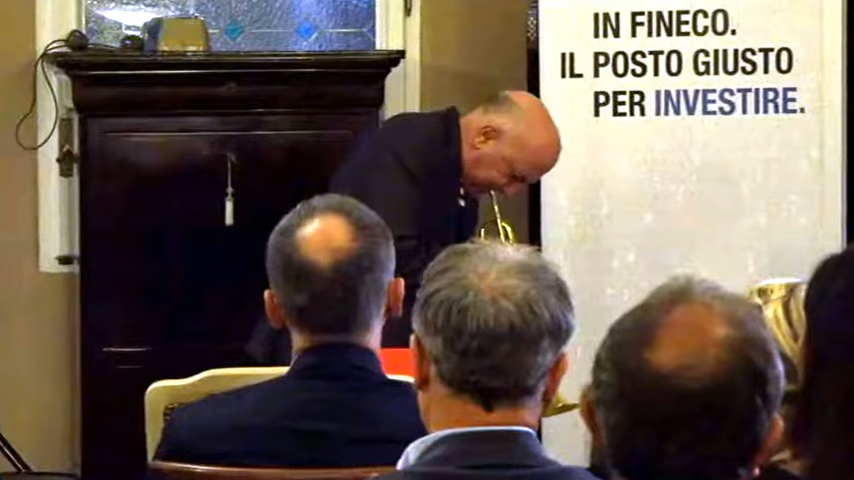 IN FINECO.
IL POSTO GIUSTO
PER INVESTIRE.